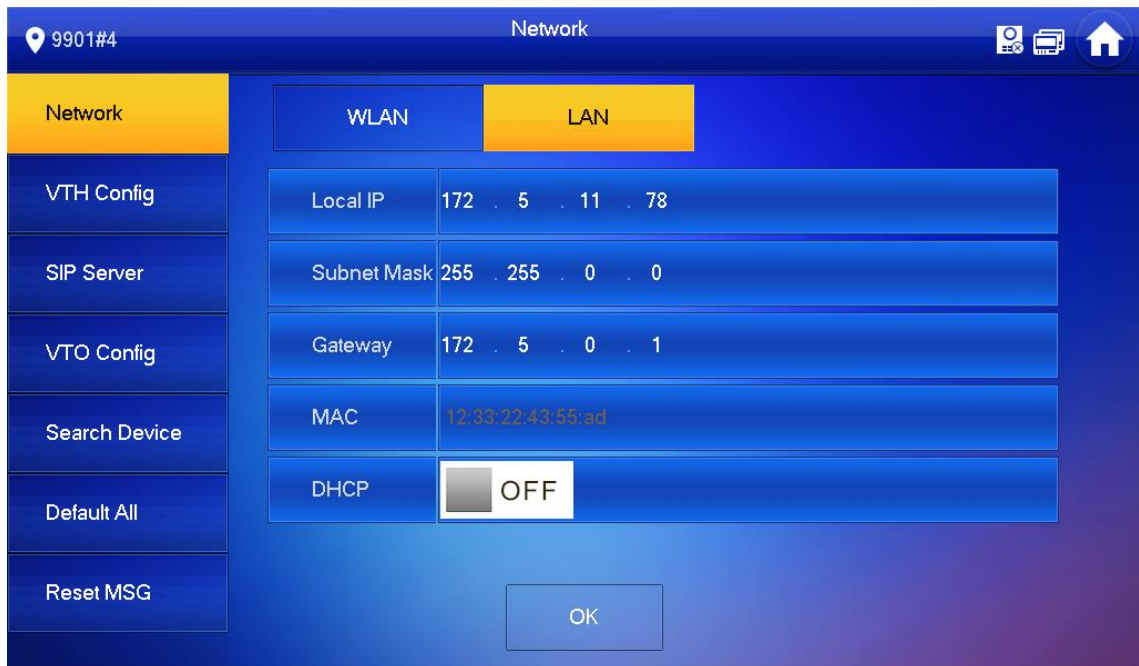 9901#4
Network
Network
WLAN
LAN
VTH Config
Local IP 172 . 5 . 11 . 78
SIP Server
Subnet Mask 255 . 255 . 0 . 0
VTO Config
Gateway 172 . 5 . 0 . 1
Search Device
MAC 12:33:22:43:55:ad
Default All
DHCP OFF
Reset MSG
OK